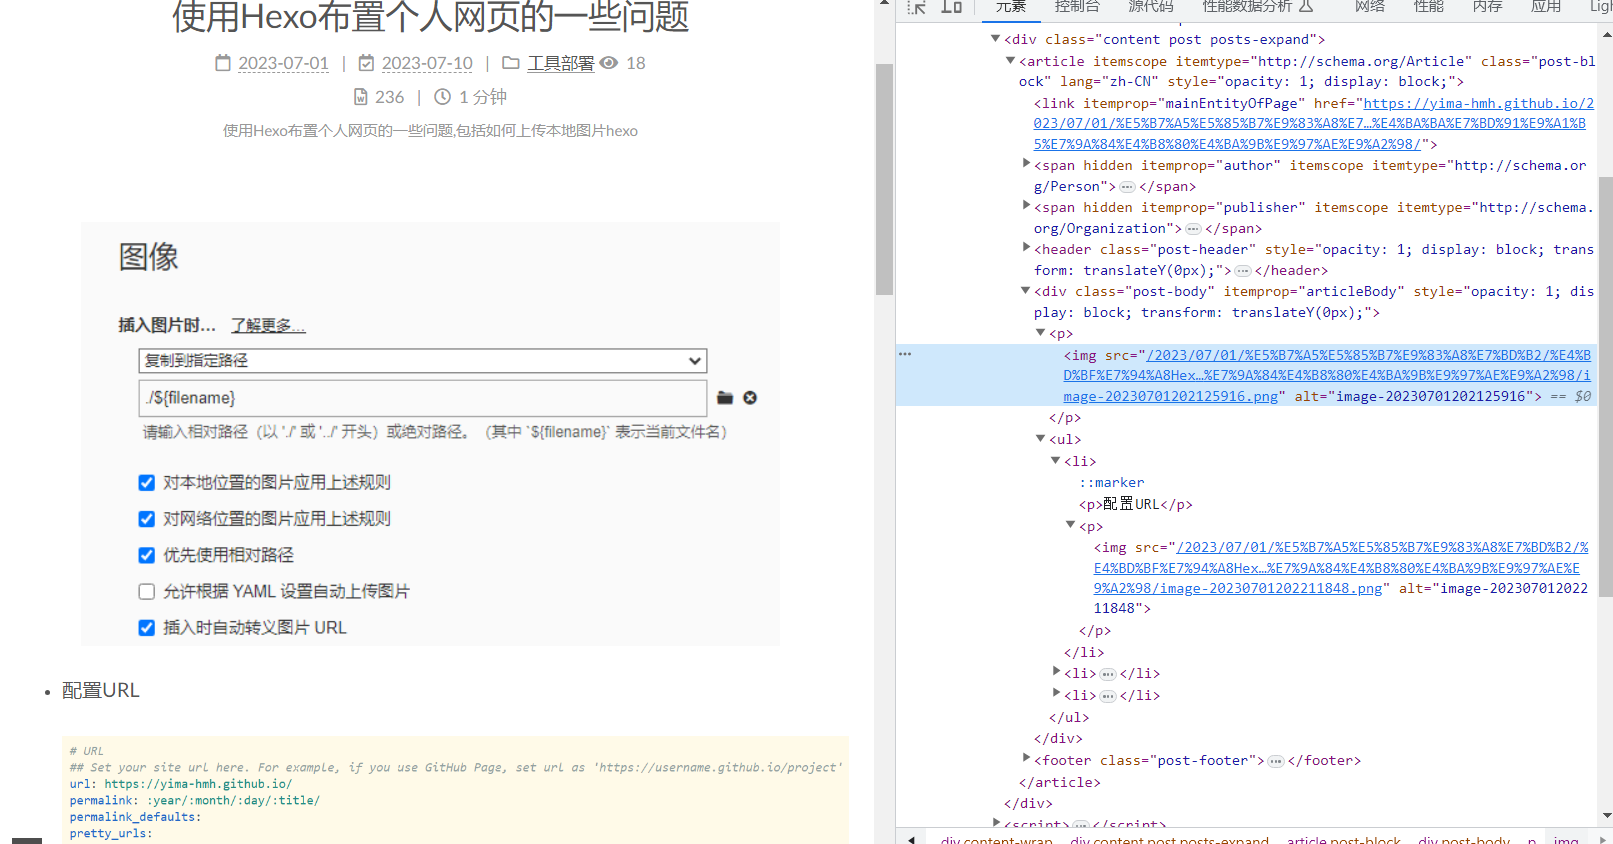 使用Hexo布置个人网页的一些问题
2023-07-01 | 2023-07-10 | 工具部署 18
236 | 1 分钟
使用Hexo布置个人网页的一些问题,包括如何上传本地图片hexo
图像
插入图片时... 了解更多...
复制到指定路径
./${filename}
请输入相对路径（以 './' 或 '../' 开头）或绝对路径。（其中 `${filename}` 表示当前文件名）
对本地位置的图片应用上述规则
对网络位置的图片应用上述规则
优先使用相对路径
允许根据 YAML 设置自动上传图片
插入时自动转义图片 URL
配置URL
# URL
## Set your site url here. For example, if you use GitHub Page, set url as 'https://username.github.io/project'
url: https://yima-hmh.github.io/
permalink: :year/:month/:day/:title/
permalink_defaults:
pretty_urls:
元素 控制台 源代码 性能数据分析 网络 性能 内存 应用 Ligh
<div class="content post posts-expand">
<article itemscope itemtype="http://schema.org/Article" class="post-bl
ock" lang="zh-CN" style="opacity: 1; display: block;">
<link itemprop="mainEntityOfPage" href="https://yima-hmh.github.io/2
023/07/01/%E5%B7%A5%E5%85%B7%E9%83%A8%E7…%E4%BA%BA%E7%BD%91%E9%A1%B
5%E7%9A%84%E4%B8%80%E4%BA%9B%E9%97%AE%E9%A2%98/">
<span hidden itemprop="author" itemscope itemtype="http://schema.or
g/Person">…</span>
<span hidden itemprop="publisher" itemscope itemtype="http://schema.
org/Organization">…</span>
<header class="post-header" style="opacity: 1; display: block; trans
form: translateY(0px);">…</header>
<div class="post-body" itemprop="articleBody" style="opacity: 1; dis
play: block; transform: translateY(0px);">
<p>
<img src="/2023/07/01/%E5%B7%A5%E5%85%B7%E9%83%A8%E7%BD%B2/%E4%B
D%BF%E7%94%A8Hex…%E7%9A%84%E4%B8%80%E4%BA%9B%E9%97%AE%E9%A2%98/i
mage-20230701202125916.png" alt="image-20230701202125916"> == $0
</p>
<ul>
<li>
::marker
<p>配置URL</p>
<p>
<img src="/2023/07/01/%E5%B7%A5%E5%85%B7%E9%83%A8%E7%BD%B2/%
E4%BD%BF%E7%94%A8Hex…%E7%9A%84%E4%B8%80%E4%BA%9B%E9%97%AE%E
9%A2%98/image-20230701202211848.png" alt="image-202307012022
11848">
</p>
</li>
<li>…</li>
<li>…</li>
</ul>
</div>
<footer class="post-footer">…</footer>
</article>
</div>
<script>…</script>
div.content-wrap div.content.post.posts-expand article.post-block div.post-body p img